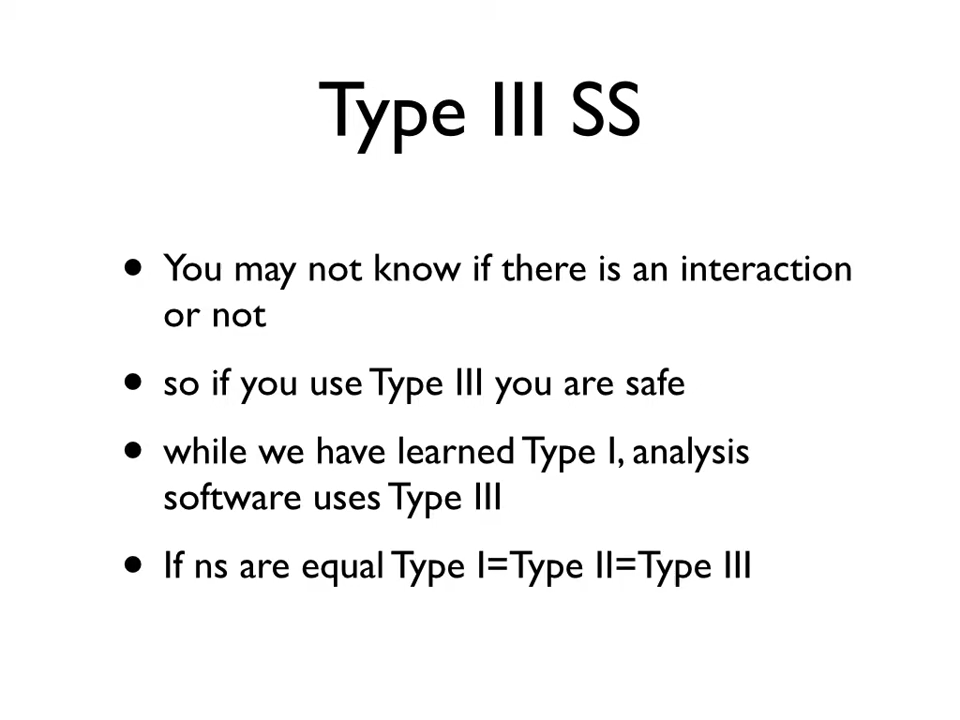 Type III SS
• You may not know if there is an interaction
or not
• so if you use Type III you are safe
• while we have learned Type I, analysis
software uses Type III
• If ns are equal Type I=Type II=Type III